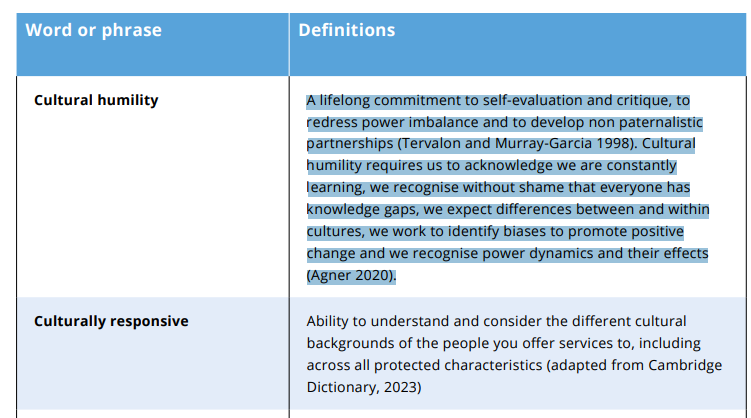 Word or phrase
Definitions
Cultural humility
A lifelong commitment to self-evaluation and critique, to
redress power imbalance and to develop non paternalistic
partnerships (Tervalon and Murray-Garcia 1998). Cultural
humility requires us to acknowledge we are constantly
learning, we recognise without shame that everyone has
knowledge gaps, we expect differences between and within
cultures, we work to identify biases to promote positive
change and we recognise power dynamics and their effects
(Agner 2020).
Culturally responsive
Ability to understand and consider the different cultural
backgrounds of the people you offer services to, including
across all protected characteristics (adapted from Cambridge
Dictionary, 2023)